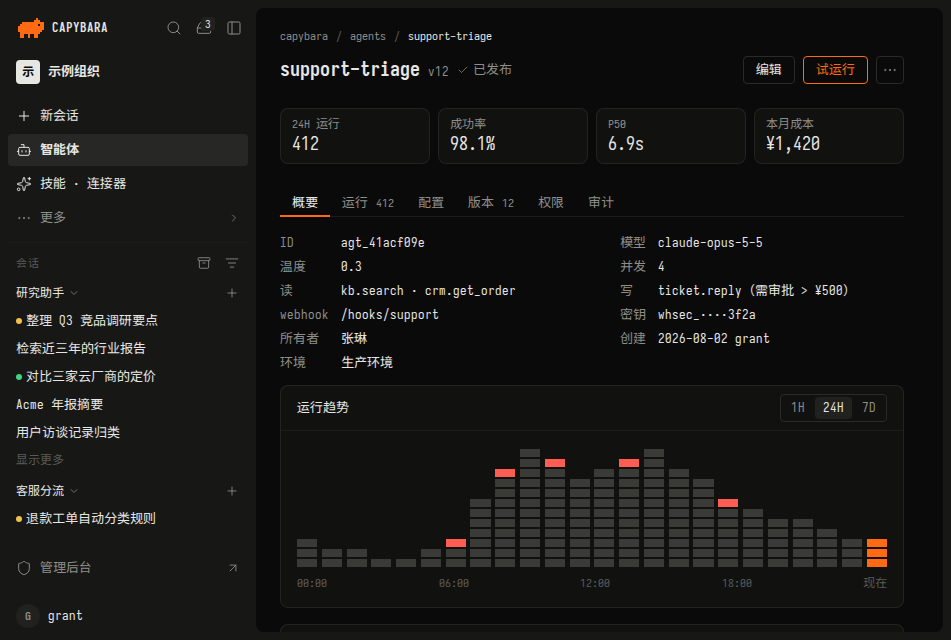 CAPYBARA
3
示 示例组织
新会话
智能体
技能 · 连接器
更多
会话
研究助手
整理 Q3 竞品调研要点
检索近三年的行业报告
对比三家云厂商的定价
Acme 年报摘要
用户访谈记录归类
显示更多
客服分流
退款工单自动分类规则
管理后台
G grant
capybara / agents / support-triage
support-triage v12 已发布
编辑 试运行 ···
24H 运行 成功率 P50 本月成本
412 98.1% 6.9s ¥1,420
概要 运行 412 配置 版本 12 权限 审计
ID agt_41acf09e 模型 claude-opus-5-5
温度 0.3 并发 4
读 kb.search · crm.get_order 写 ticket.reply (需审批 > ¥500)
webhook /hooks/support 密钥 whsec_····3f2a
所有者 张琳 创建 2026-08-02 grant
环境 生产环境
运行趋势 1H 24H 7D
00:00 06:00 12:00 18:00 现在